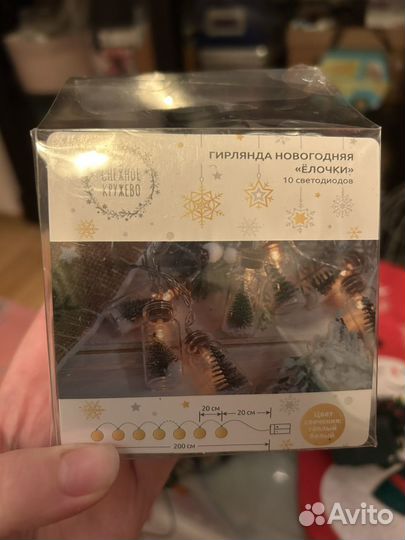 СНЕЖНОЕ
КРУЖЕВО
ГИРЛЯНДА НОВОГОДНЯЯ
«ЁЛОЧКИ»
10 СВЕТОДИОДОВ
20 см
20 см
200 см
Цвет
свечения:
тёплый
белый
Avito